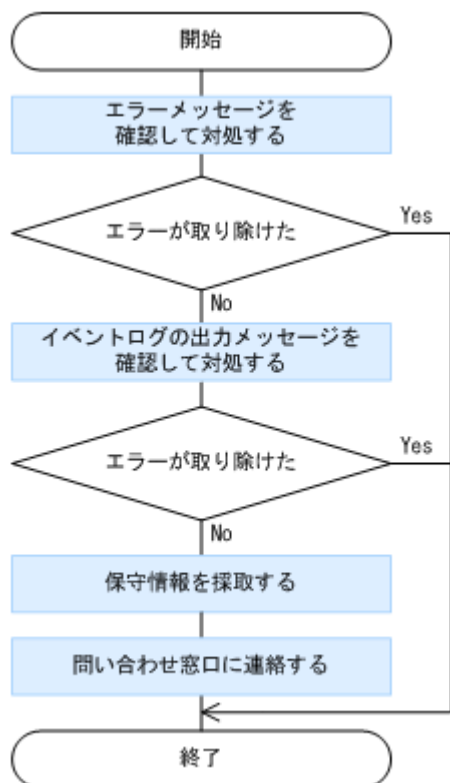 開始
エラーメッセージを
確認して対処する
エラーが取り除けた
Yes
No
イベントログの出力メッセージを
確認して対処する
エラーが取り除けた
Yes
No
保守情報を採取する
問い合わせ窓口に連絡する
終了